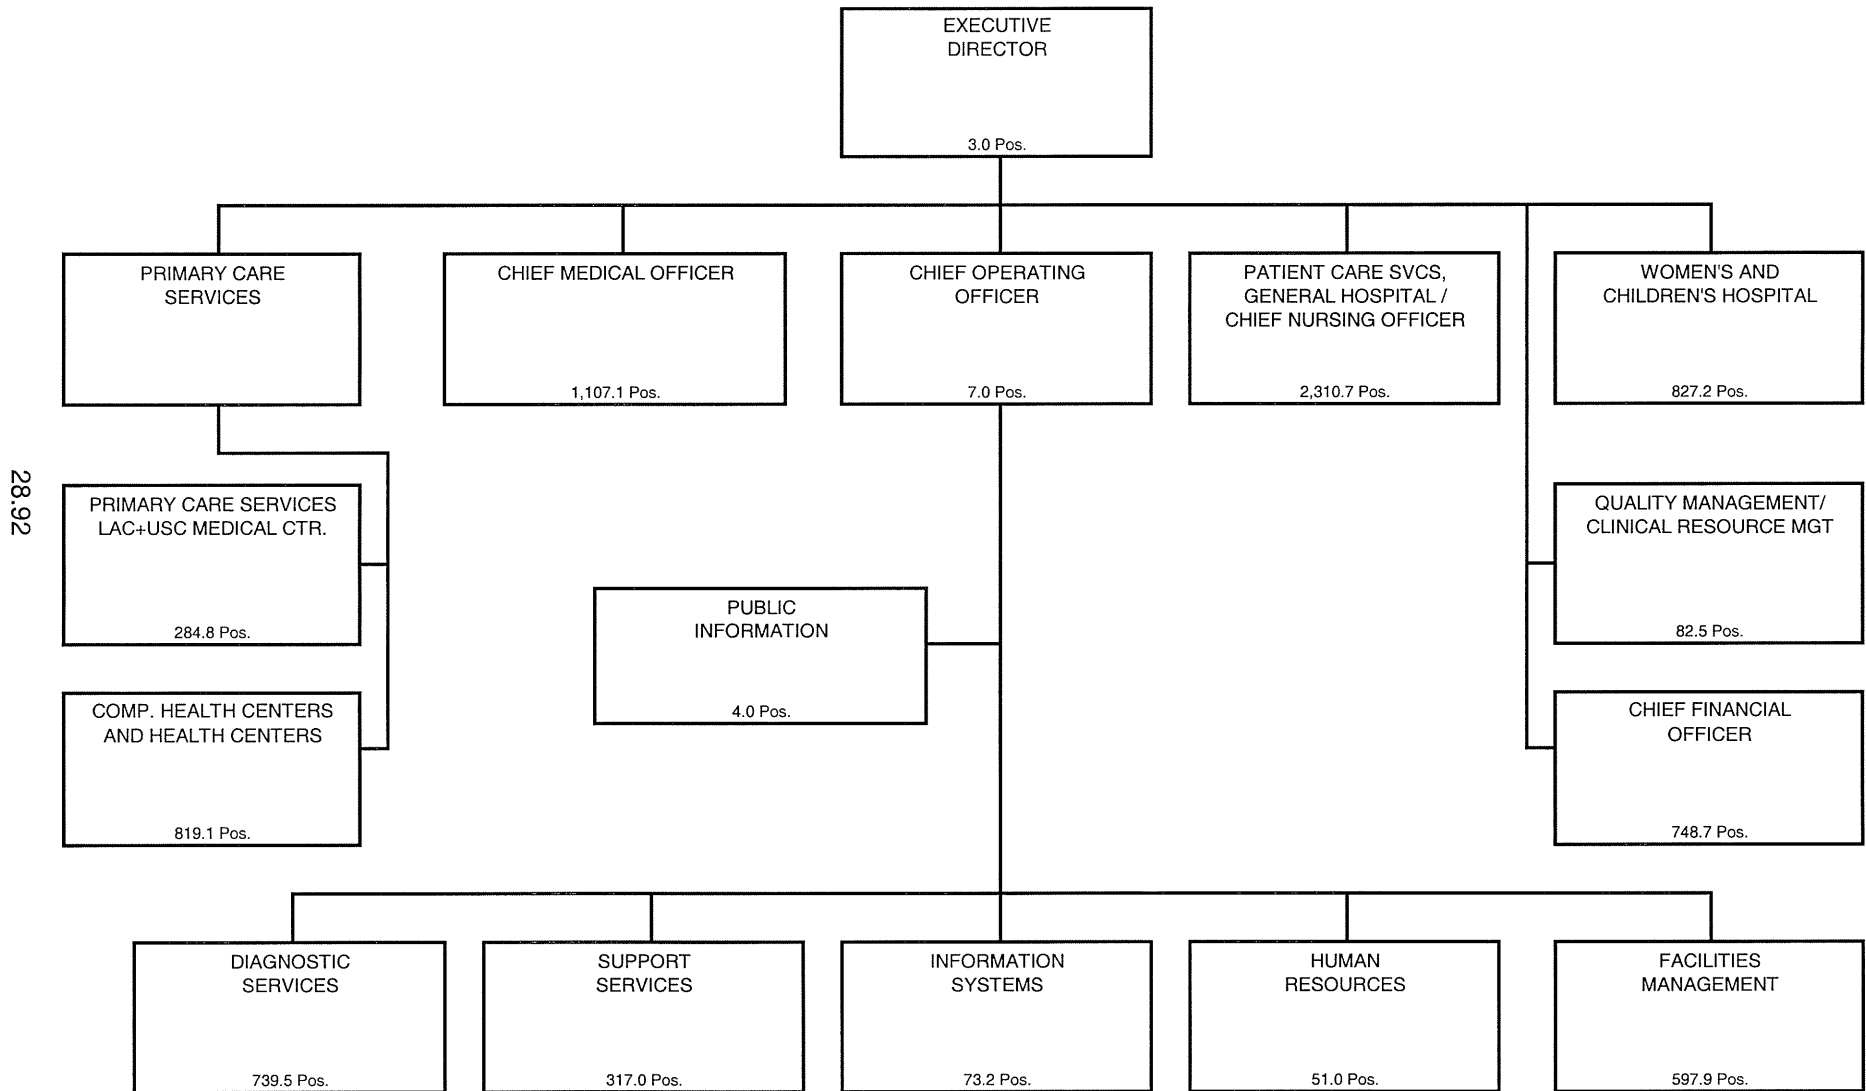 EXECUTIVE
DIRECTOR
3.0 Pos.
PRIMARY CARE
SERVICES
CHIEF MEDICAL OFFICER
1,107.1 Pos.
CHIEF OPERATING
OFFICER
7.0 Pos.
PATIENT CARE SVCS,
GENERAL HOSPITAL /
CHIEF NURSING OFFICER
2,310.7 Pos.
WOMEN'S AND
CHILDREN'S HOSPITAL
827.2 Pos.
28.92
PRIMARY CARE SERVICES
LAC+USC MEDICAL CTR.
284.8 Pos.
QUALITY MANAGEMENT/
CLINICAL RESOURCE MGT
82.5 Pos.
PUBLIC
INFORMATION
4.0 Pos.
COMP. HEALTH CENTERS
AND HEALTH CENTERS
819.1 Pos.
CHIEF FINANCIAL
OFFICER
748.7 Pos.
DIAGNOSTIC
SERVICES
739.5 Pos.
SUPPORT
SERVICES
317.0 Pos.
INFORMATION
SYSTEMS
73.2 Pos.
HUMAN
RESOURCES
51.0 Pos.
FACILITIES
MANAGEMENT
597.9 Pos.